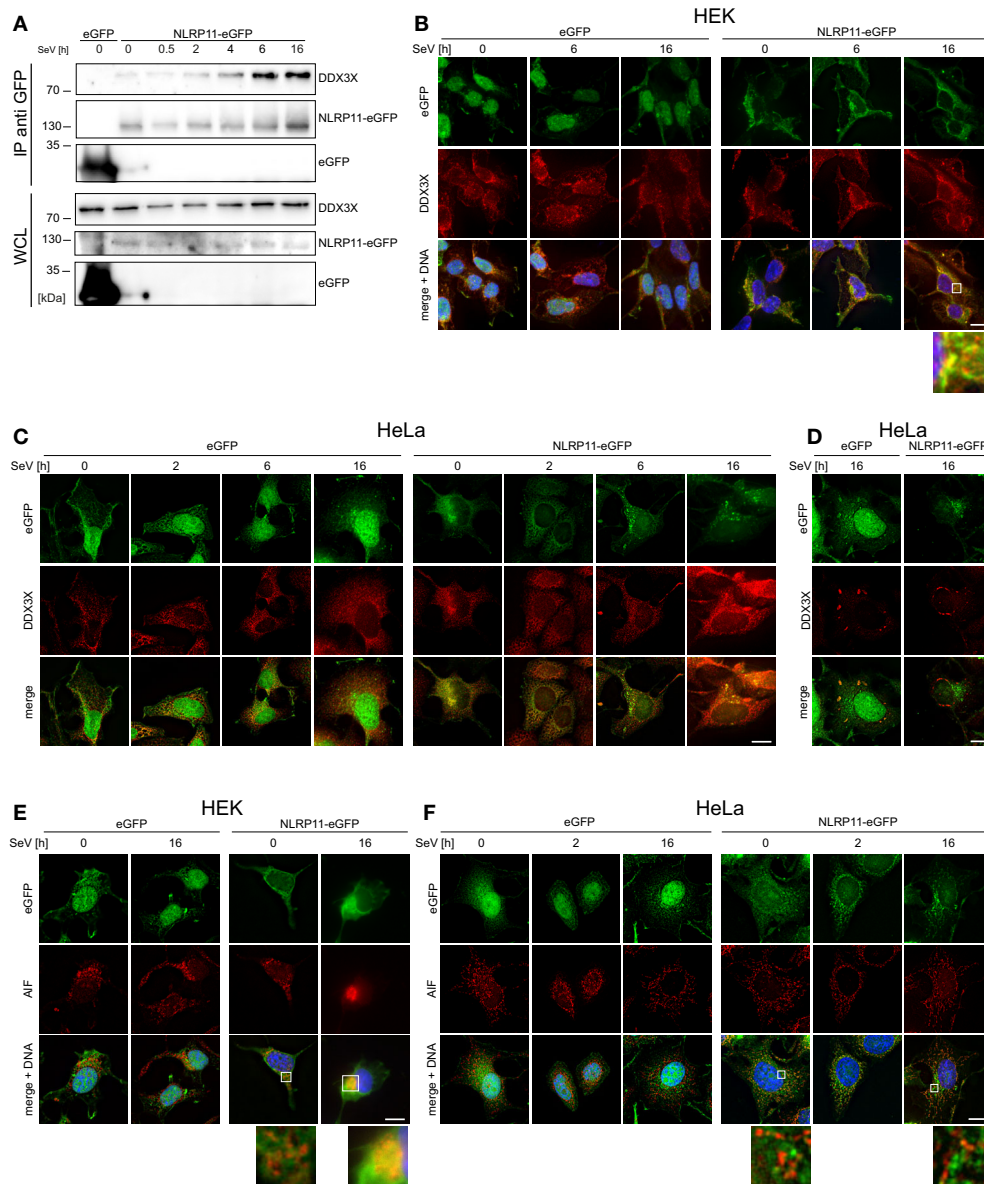 A
eGFP NLRP11-eGFP
SeV [h] 0 0 0.5 2 4 6 16
IP anti GFP
70 DDX3X
130 NLRP11-eGFP
35 eGFP
WCL
70 DDX3X
130 NLRP11-eGFP
35 eGFP
[kDa]
B
HEK
eGFP NLRP11-eGFP
SeV [h] 0 6 16 0 6 16
eGFP
DDX3X
merge + DNA
C
HeLa
eGFP NLRP11-eGFP
SeV [h] 0 2 6 16 0 2 6 16
eGFP
DDX3X
merge
D
HeLa
eGFP NLRP11-eGFP
SeV [h] 16 16
eGFP
DDX3X
merge
E
HEK
eGFP NLRP11-eGFP
SeV [h] 0 16 0 16
eGFP
AIF
merge + DNA
F
HeLa
eGFP NLRP11-eGFP
SeV [h] 0 2 16 0 2 16
eGFP
AIF
merge + DNA